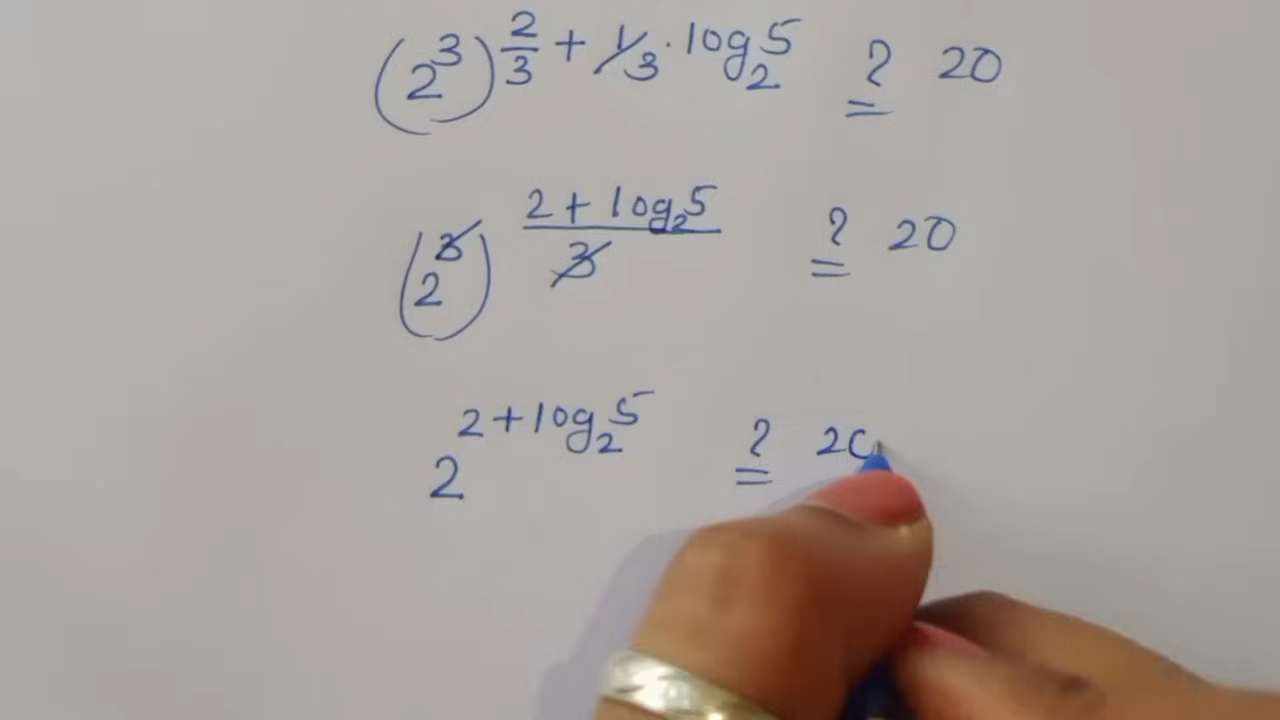 (2^3)^{2/3 + 1/3 · log_2 5} ≟ 20
(2^3)^{(2 + log_2 5)/3} ≟ 20
2^{2 + log_2 5} ≟ 20